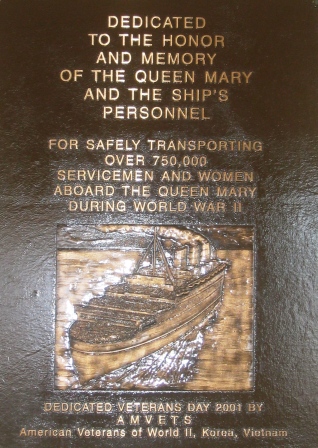 DEDICATED
TO THE HONOR
AND MEMORY
OF THE QUEEN MARY
AND THE SHIP'S
PERSONNEL
FOR SAFELY TRANSPORTING
OVER 750,000
SERVICEMEN AND WOMEN
ABOARD THE QUEEN MARY
DURING WORLD WAR II
DEDICATED VETERANS DAY 2001 BY
AMVETS
American Veterans of World II, Korea, Vietnam